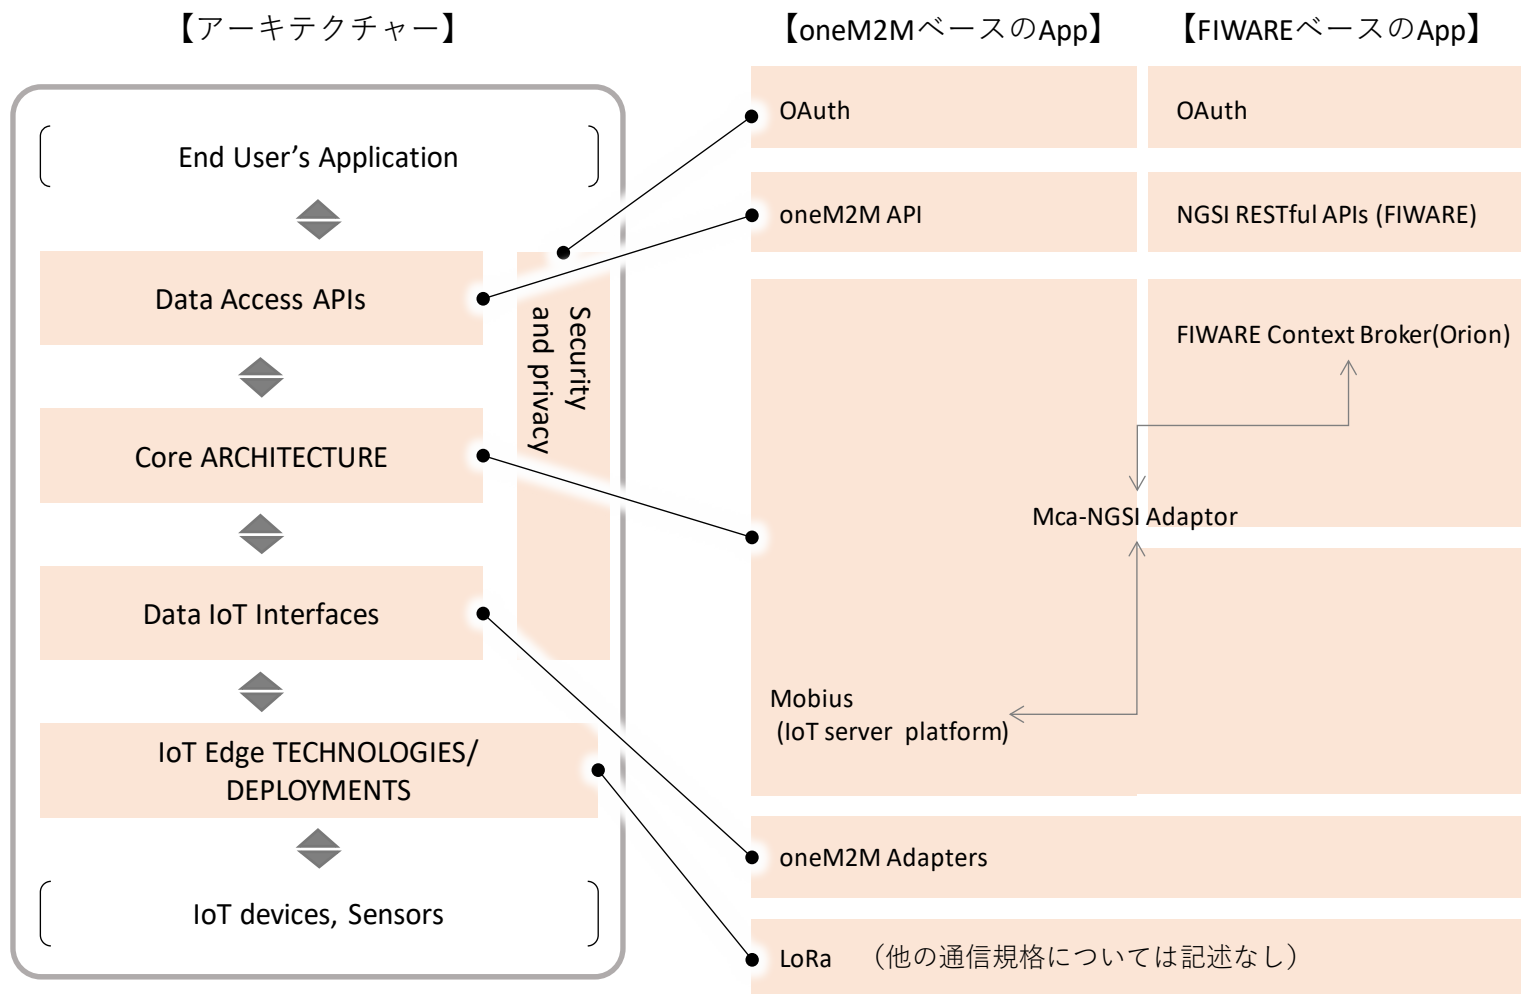 【アーキテクチャー】
【oneM2MベースのApp】
【FIWAREベースのApp】
End User’s Application
Data Access APIs
Core ARCHITECTURE
Data IoT Interfaces
IoT Edge TECHNOLOGIES/
DEPLOYMENTS
IoT devices, Sensors
Security
and privacy
OAuth
OAuth
oneM2M API
NGSI RESTful APIs (FIWARE)
FIWARE Context Broker(Orion)
Mca-NGSI Adaptor
Mobius
(IoT server platform)
oneM2M Adapters
LoRa （他の通信規格については記述なし）